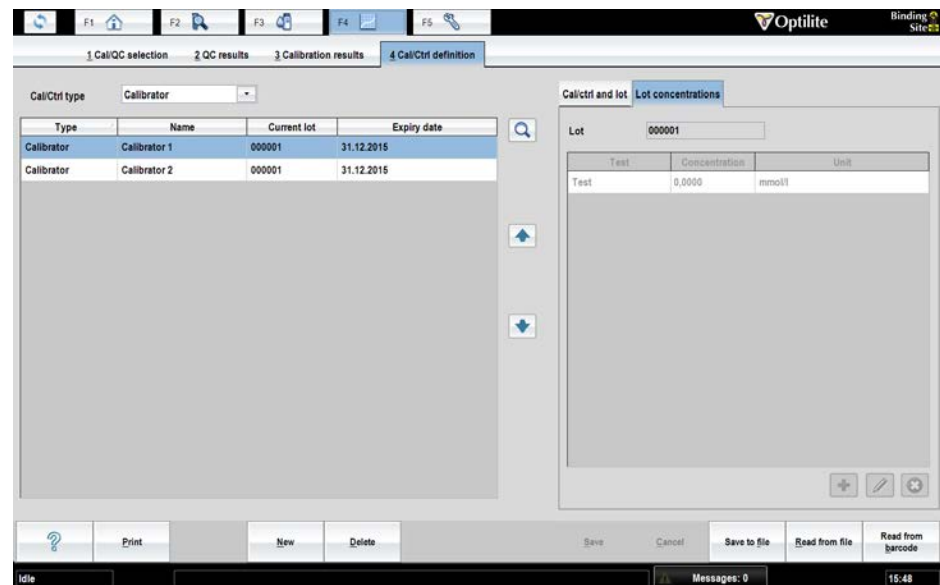 F1 F2 F3 F4 F5 Optilite Binding Site
1 Cal/QC selection 2 QC results 3 Calibration results 4 Cal/Ctrl definition
Cal/Ctrl type Calibrator
Type Name Current lot Expiry date
Calibrator Calibrator 1 000001 31.12.2015
Calibrator Calibrator 2 000001 31.12.2015
Cal/ctrl and lot Lot concentrations
Lot 000001
Test Concentration Unit
Test 0,0000 mmol/l
? Print New Delete Save Cancel Save to file Read from file Read from barcode
Idle Messages: 0 15:48